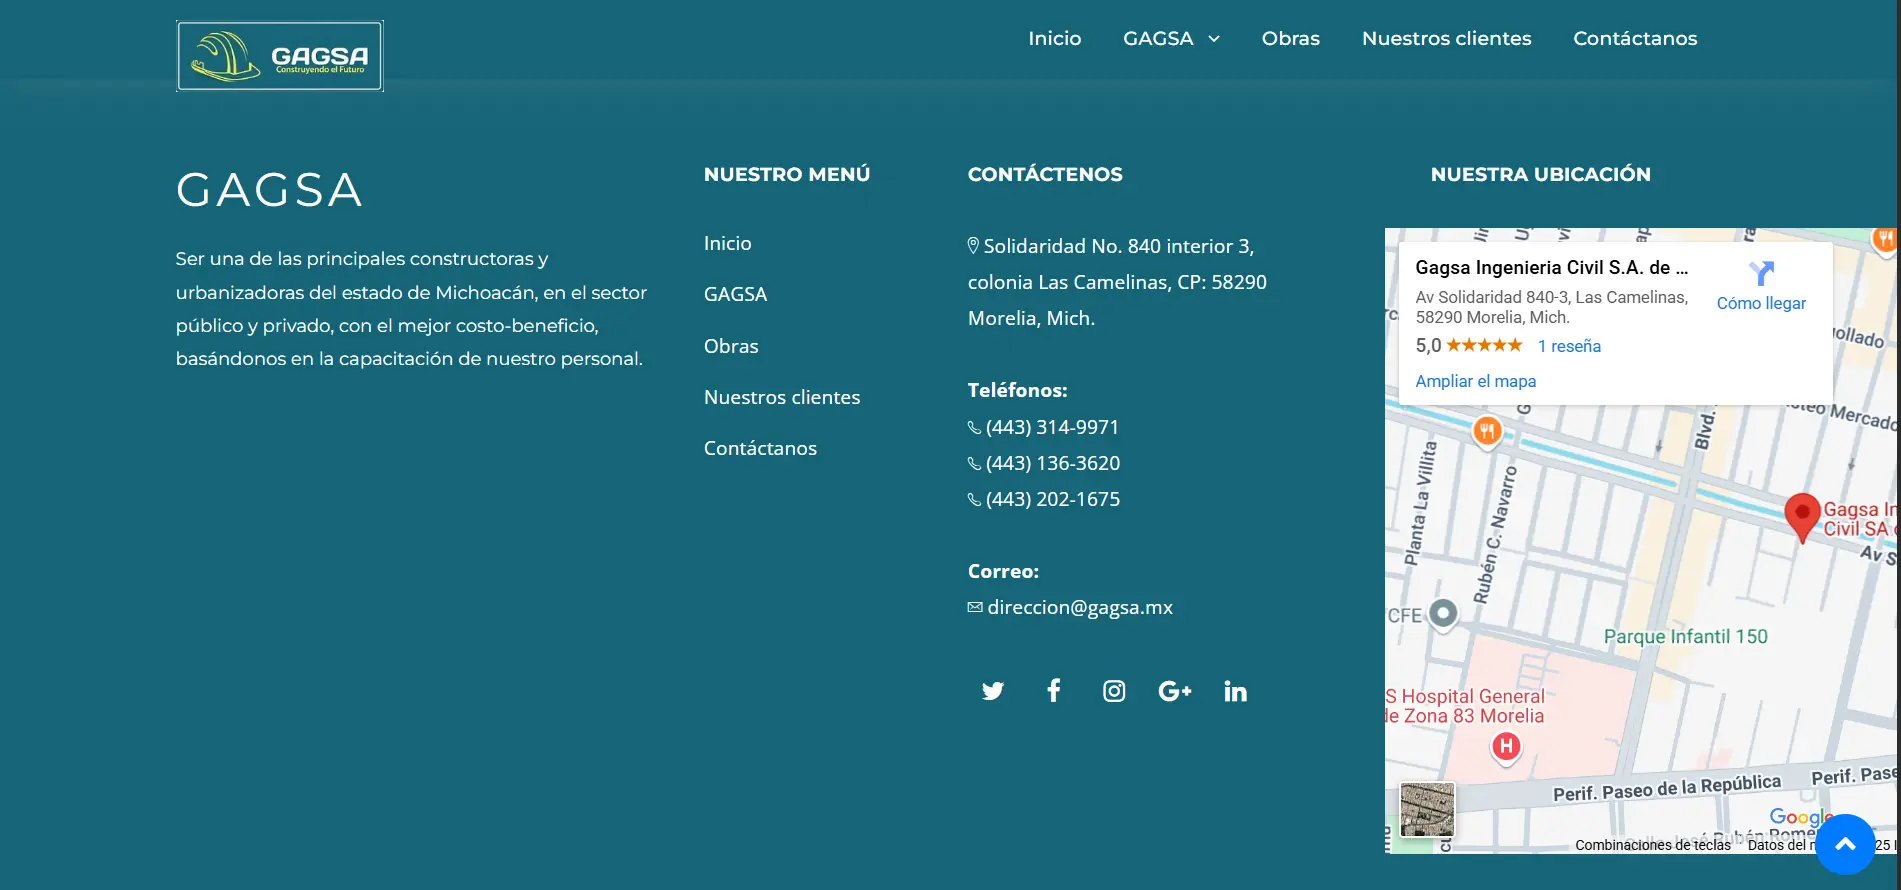 GAGSA
Construyendo el Futuro
Inicio
GAGSA
Obras
Nuestros clientes
Contáctanos
GAGSA
Ser una de las principales constructoras y
urbanizadoras del estado de Michoacán, en el sector
público y privado, con el mejor costo-beneficio,
basándonos en la capacitación de nuestro personal.
NUESTRO MENÚ
Inicio
GAGSA
Obras
Nuestros clientes
Contáctanos
CONTÁCTENOS
Solidaridad No. 840 interior 3,
colonia Las Camelinas, CP: 58290
Morelia, Mich.
Teléfonos:
(443) 314-9971
(443) 136-3620
(443) 202-1675
Correo:
direccion@gagsa.mx
G+
in
NUESTRA UBICACIÓN
Gagsa Ingenieria Civil S.A. de ...
Av Solidaridad 840-3, Las Camelinas,
58290 Morelia, Mich.
5,0
1 reseña
Ampliar el mapa
Cómo llegar
ollado
Mercado
Blvd.
Planta La Villita
Rubén C. Navarro
Gagsa In
Civil SA
Av S
CFE
Parque Infantil 150
S Hospital General
de Zona 83 Morelia
H
Perif. Paseo de la República
Perif. Pase
Google
Combinaciones de teclas
Datos del
25